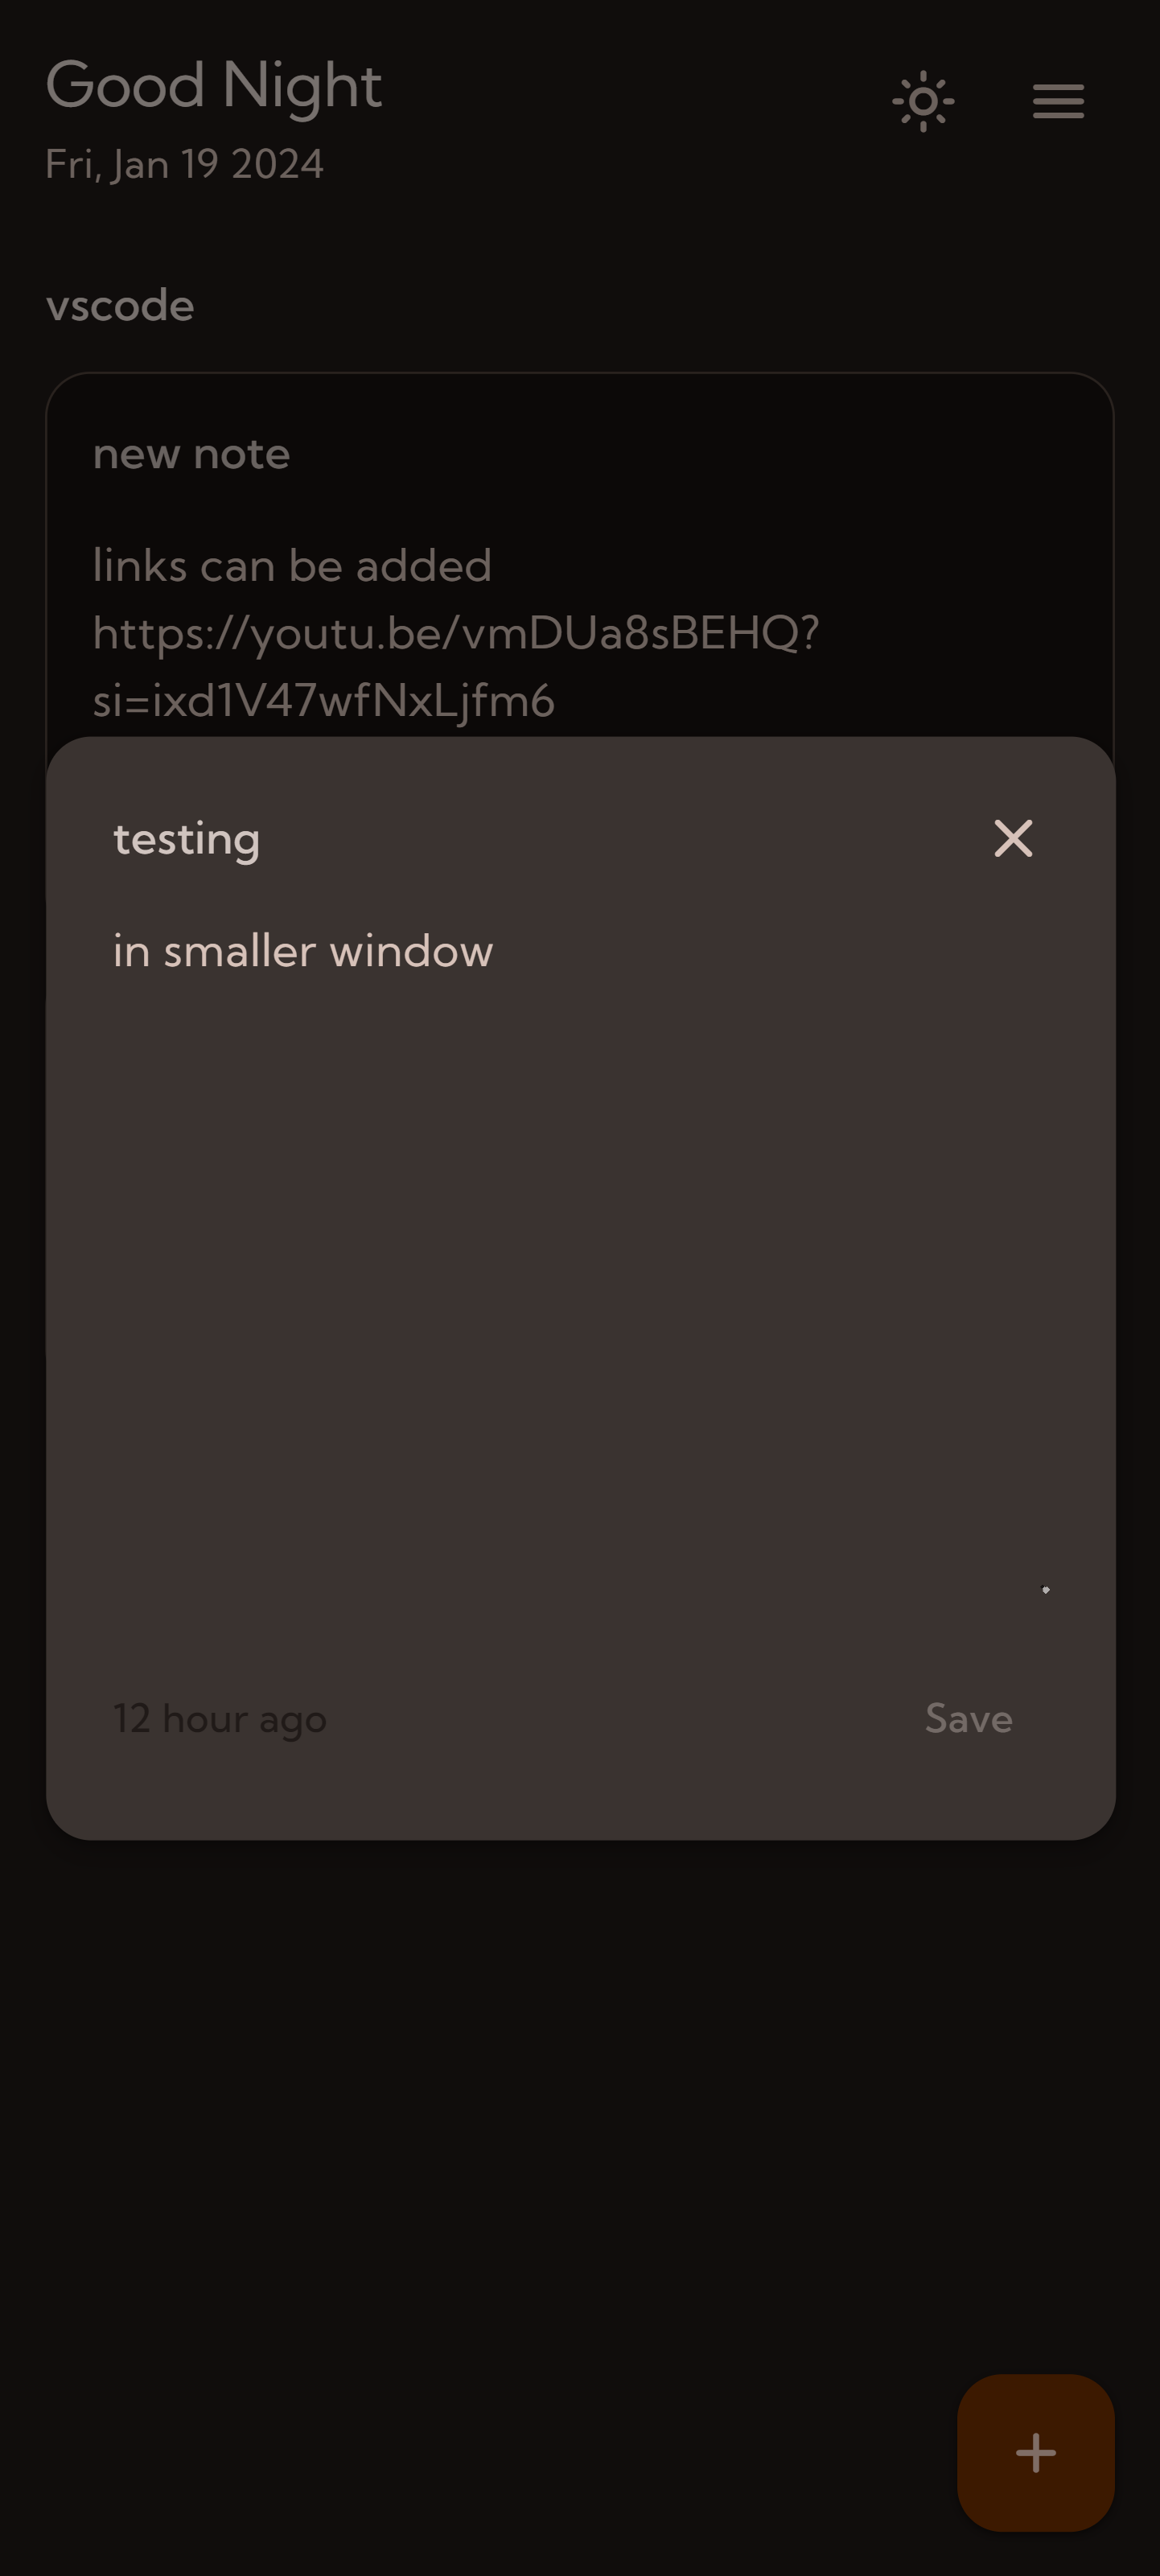 Good Night
Fri, Jan 19 2024
vscode
new note
links can be added
https://youtu.be/vmDUa8sBEHQ?
si=ixd1V47wfNxLjfm6
testing
in smaller window
12 hour ago
Save